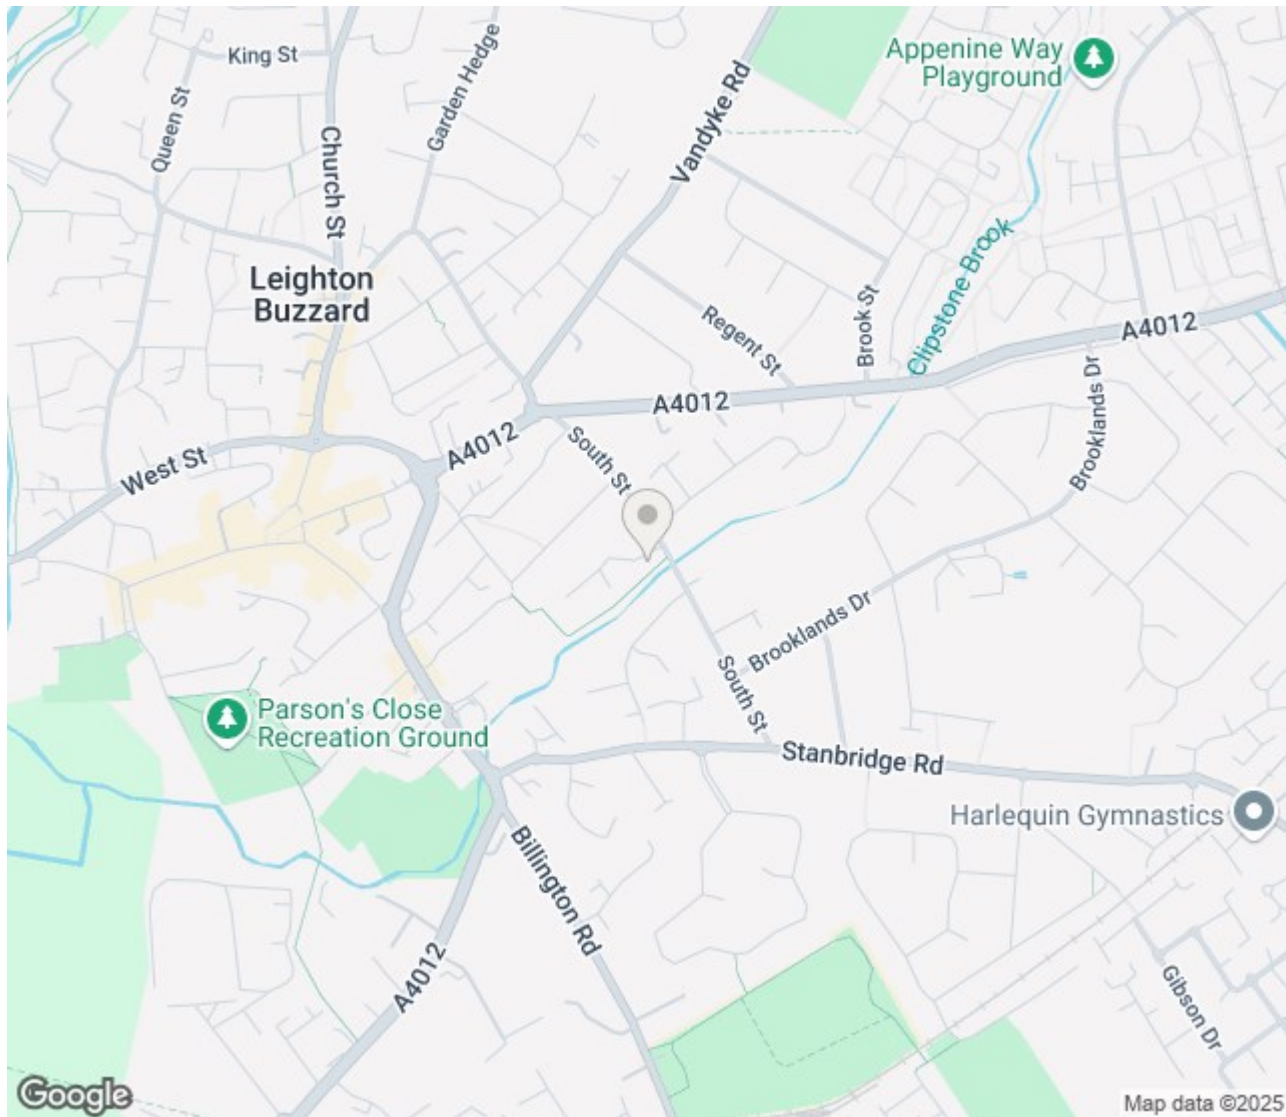 King St
Garden Hedge
Queen St
Church St
Vandyke Rd
Appenine Way
Playground
Leighton
Buzzard
Clipstone Brook
Regent St
Brook St
A4012
A4012
A4012
Brooklands Dr
West St
South St
Brooklands Dr
South St
Parson's Close
Recreation Ground
Stanbridge Rd
Harlequin Gymnastics
Billington Rd
A4012
Gibson Dr
Google
Map data ©2025